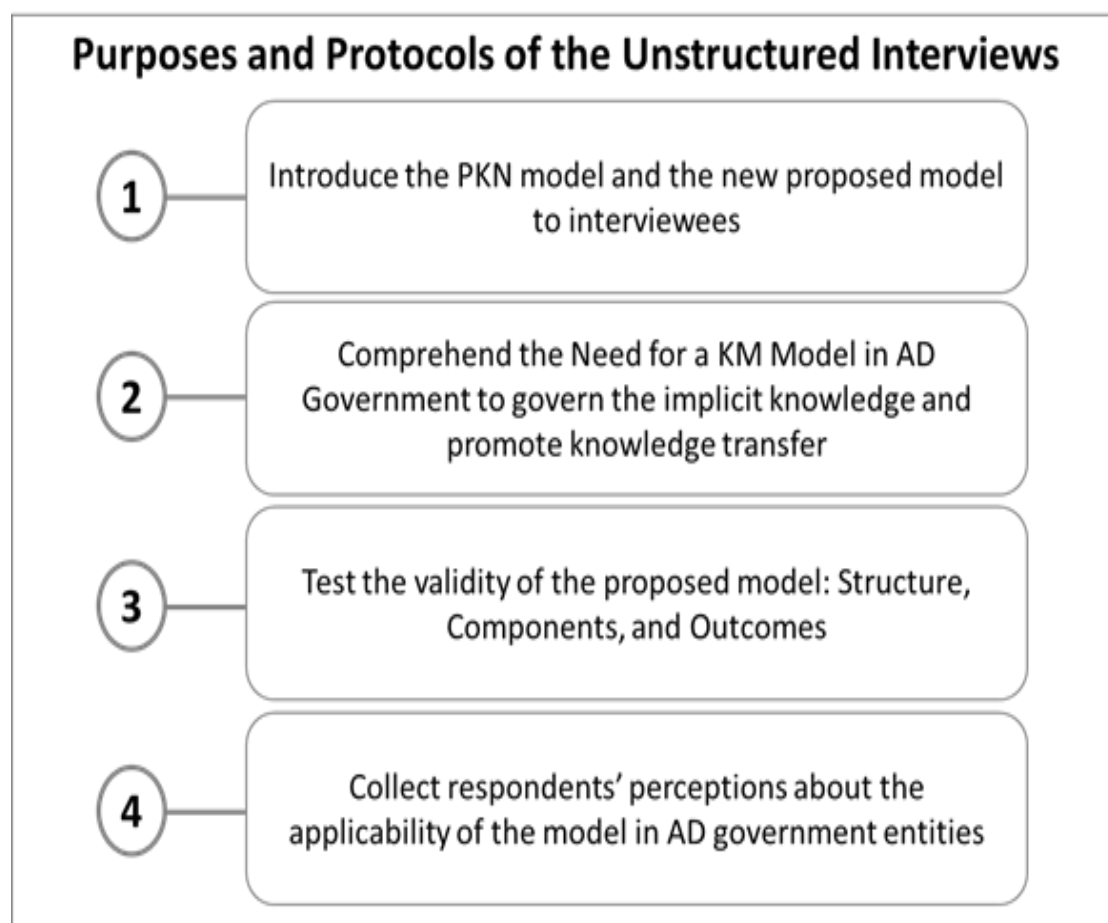 Purposes and Protocols of the Unstructured Interviews
1
Introduce the PKN model and the new proposed model
to interviewees
2
Comprehend the Need for a KM Model in AD
Government to govern the implicit knowledge and
promote knowledge transfer
3
Test the validity of the proposed model: Structure,
Components, and Outcomes
4
Collect respondents’ perceptions about the
applicability of the model in AD government entities